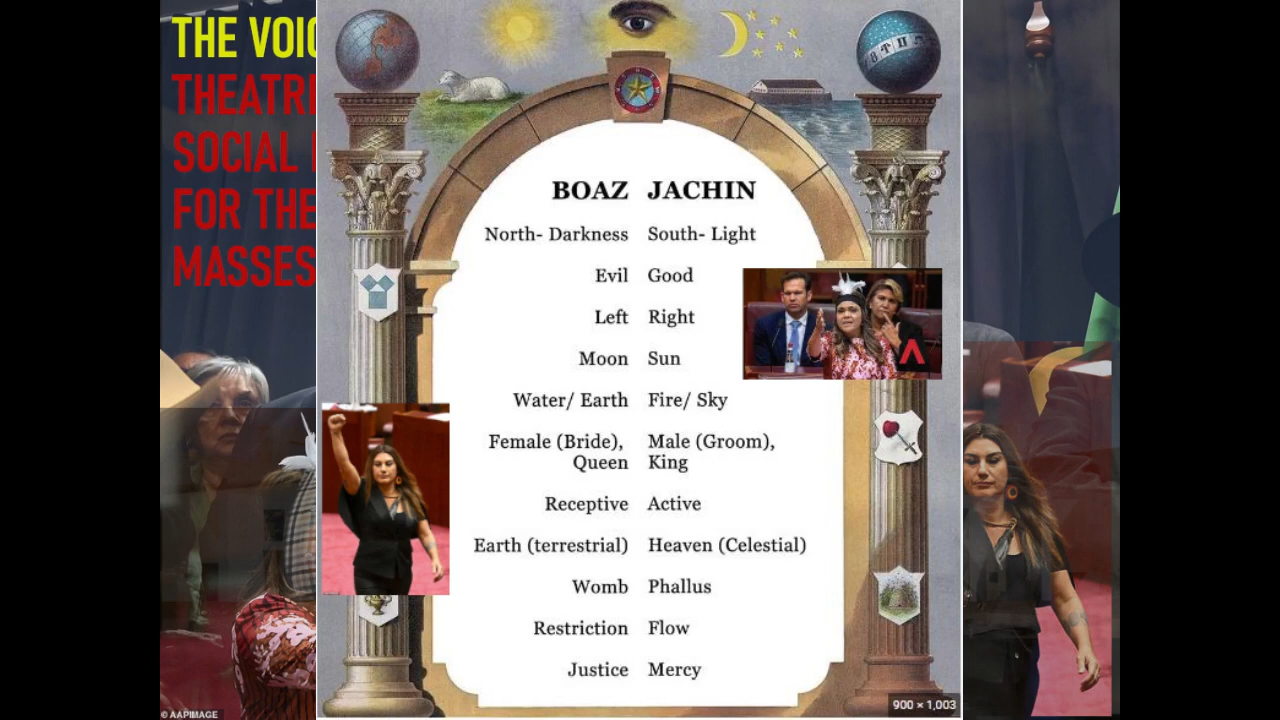 THE VOIC
THEATRI
SOCIAL
FOR THE
MASSES
BOAZ JACHIN
North- Darkness South- Light
Evil Good
Left Right
Moon Sun
Water/ Earth Fire/ Sky
Female (Bride), Male (Groom),
Queen King
Receptive Active
Earth (terrestrial) Heaven (Celestial)
Womb Phallus
Restriction Flow
Justice Mercy
900 × 1,003
© AAPIMAGE